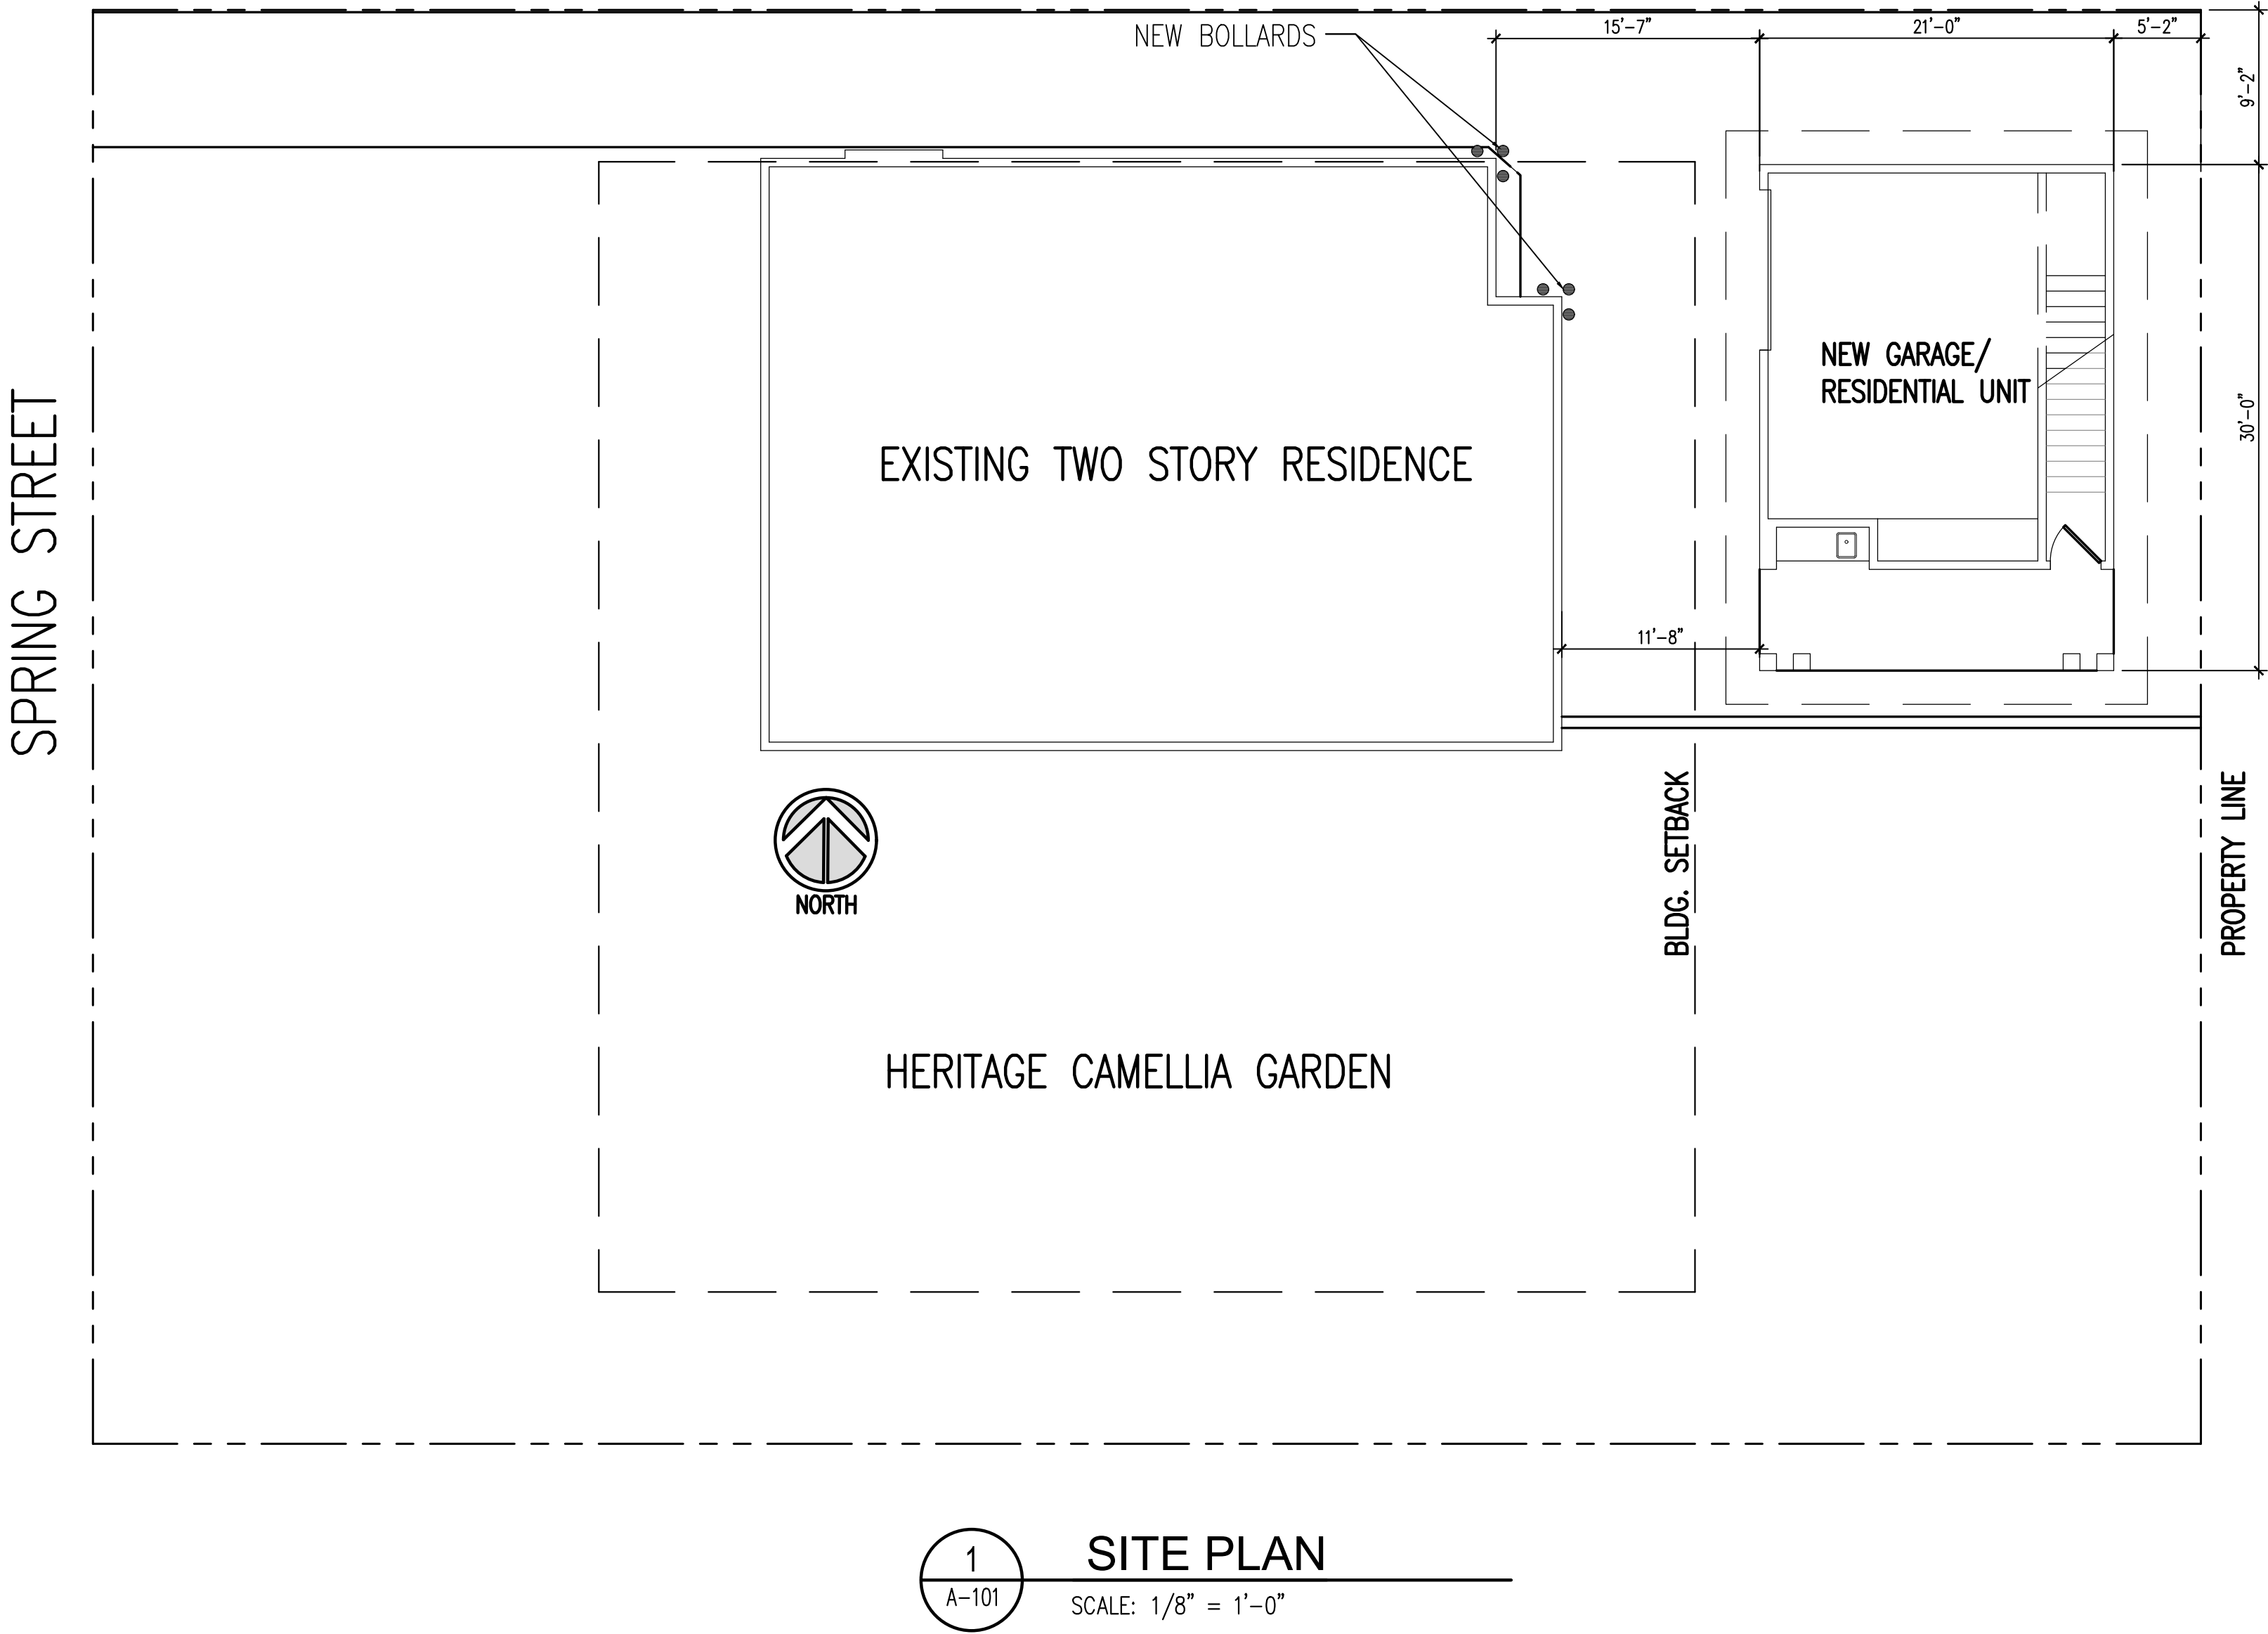 NEW BOLLARDS
15'-7"
21'-0"
5'-2"
9'-2"
NEW GARAGE/
RESIDENTIAL UNIT
30'-0"
EXISTING TWO STORY RESIDENCE
SPRING STREET
11'-8"
BLDG. SETBACK
PROPERTY LINE
NORTH
HERITAGE CAMELLIA GARDEN
1
A-101
SITE PLAN
SCALE: 1/8" = 1'-0"